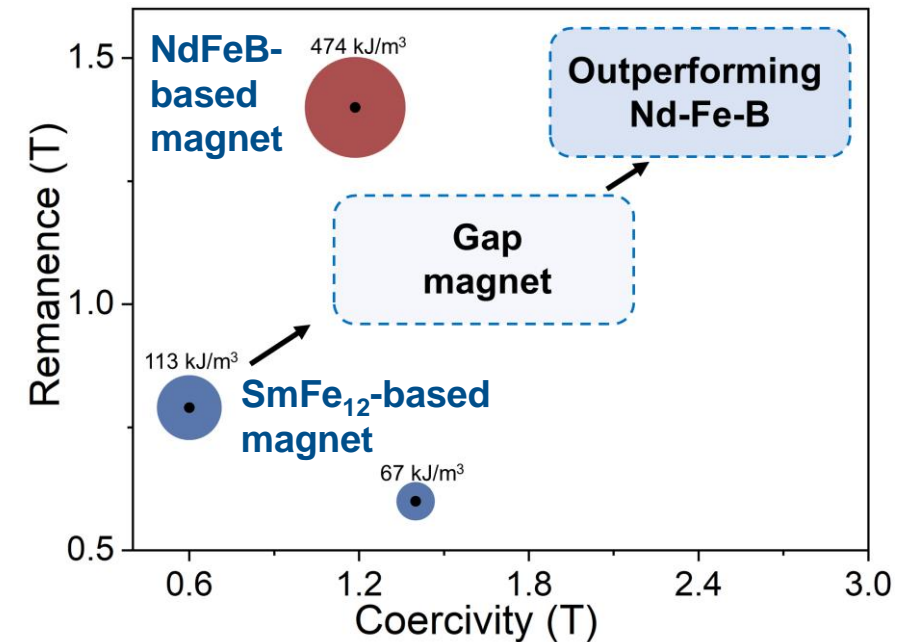 NdFeB-
based
magnet
474 kJ/m³
Outperforming
Nd-Fe-B
Gap
magnet
113 kJ/m³
SmFe₁₂-based
magnet
67 kJ/m³
Remanence (T)
1.5
1.0
0.5
0.6 1.2 1.8 2.4 3.0
Coercivity (T)